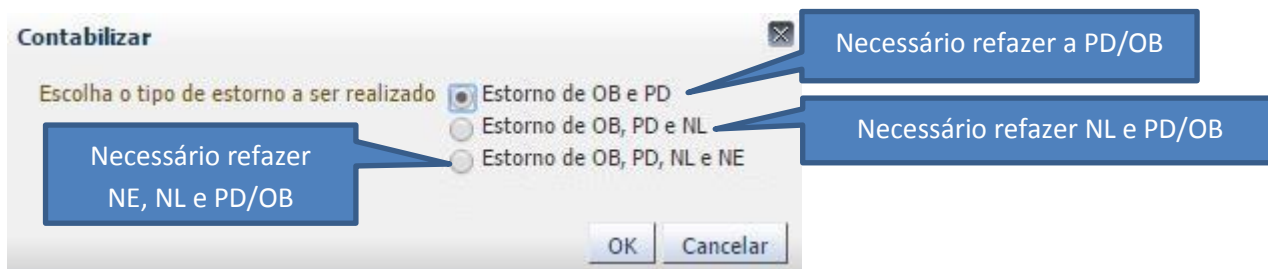 Contabilizar
Necessário refazer a PD/OB
Escolha o tipo de estorno a ser realizado
Estorno de OB e PD
Estorno de OB, PD e NL
Necessário refazer NL e PD/OB
Estorno de OB, PD, NL e NE
Necessário refazer
NE, NL e PD/OB
OK
Cancelar